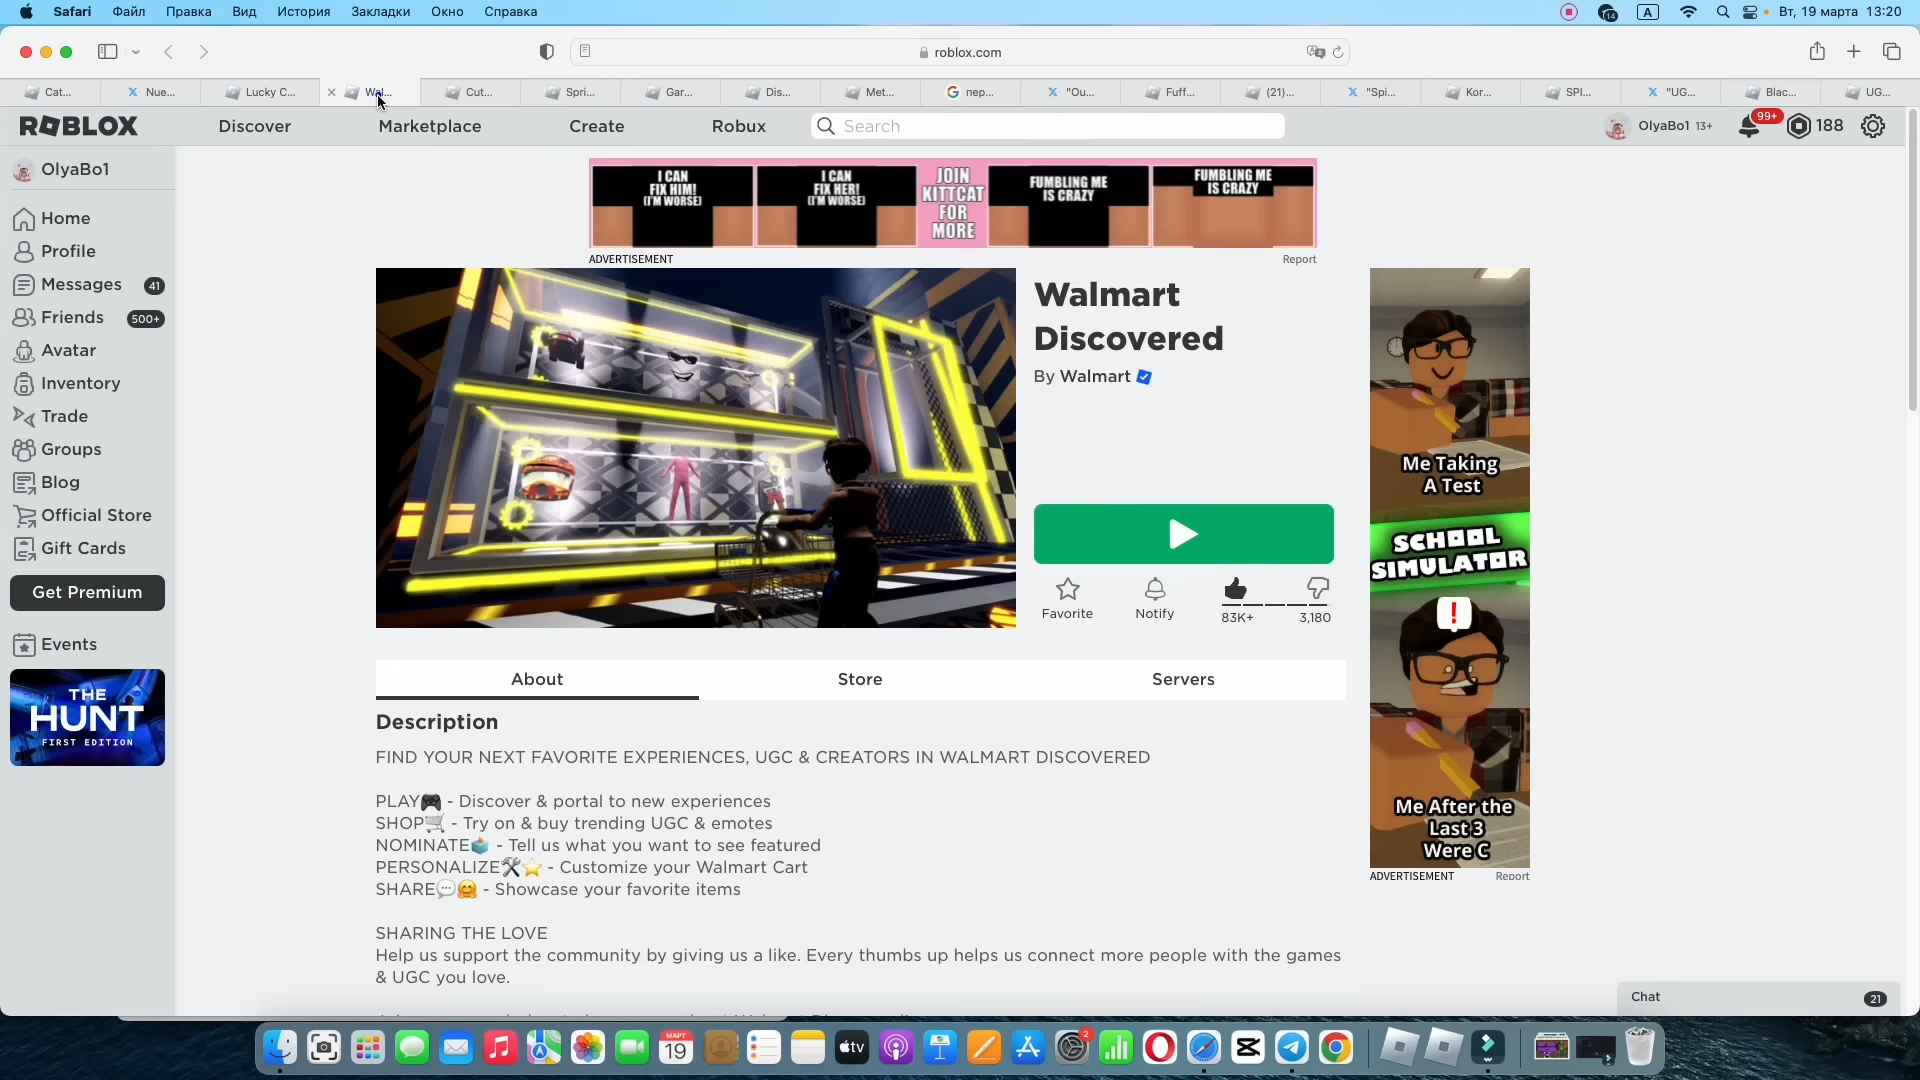 Safari Файл Правка Вид История Закладки Окно Справка
14 A Вт, 19 марта 13:20
roblox.com
Cat... Nue... Lucky C... Wal... Cut... Spri... Gar... Dis... Met... пер... "Ou... Fuff... (21)... "Spi... Kor... SPI... "UG... Blac... UG...
ROBLOX Discover Marketplace Create Robux Search OlyaBo1 13+ 99+ 188
OlyaBo1
Home
Profile
Messages 41
Friends 500+
Avatar
Inventory
Trade
Groups
Blog
Official Store
Gift Cards
Get Premium
Events
THE
HUNT
FIRST EDITION
I CAN
FIX HIM!
(I'M WORSE)
I CAN
FIX HER!
(I'M WORSE)
JOIN
KITTCAT
FOR
MORE
FUMBLING ME
IS CRAZY
FUMBLING ME
IS CRAZY
ADVERTISEMENT Report
Walmart
Discovered
By Walmart
Favorite Notify 83K+ 3,180
About Store Servers
Description
FIND YOUR NEXT FAVORITE EXPERIENCES, UGC & CREATORS IN WALMART DISCOVERED
PLAY🎮 - Discover & portal to new experiences
SHOP🛒 - Try on & buy trending UGC & emotes
NOMINATE🗳️ - Tell us what you want to see featured
PERSONALIZE🛠️⭐ - Customize your Walmart Cart
SHARE💬🤗 - Showcase your favorite items
SHARING THE LOVE
Help us support the community by giving us a like. Every thumbs up helps us connect more people with the games
& UGC you love.
Me Taking
A Test
SCHOOL
SIMULATOR
!
Me After the
Last 3
Were C
ADVERTISEMENT Report
Chat 21
МАРТ
19
tv
2